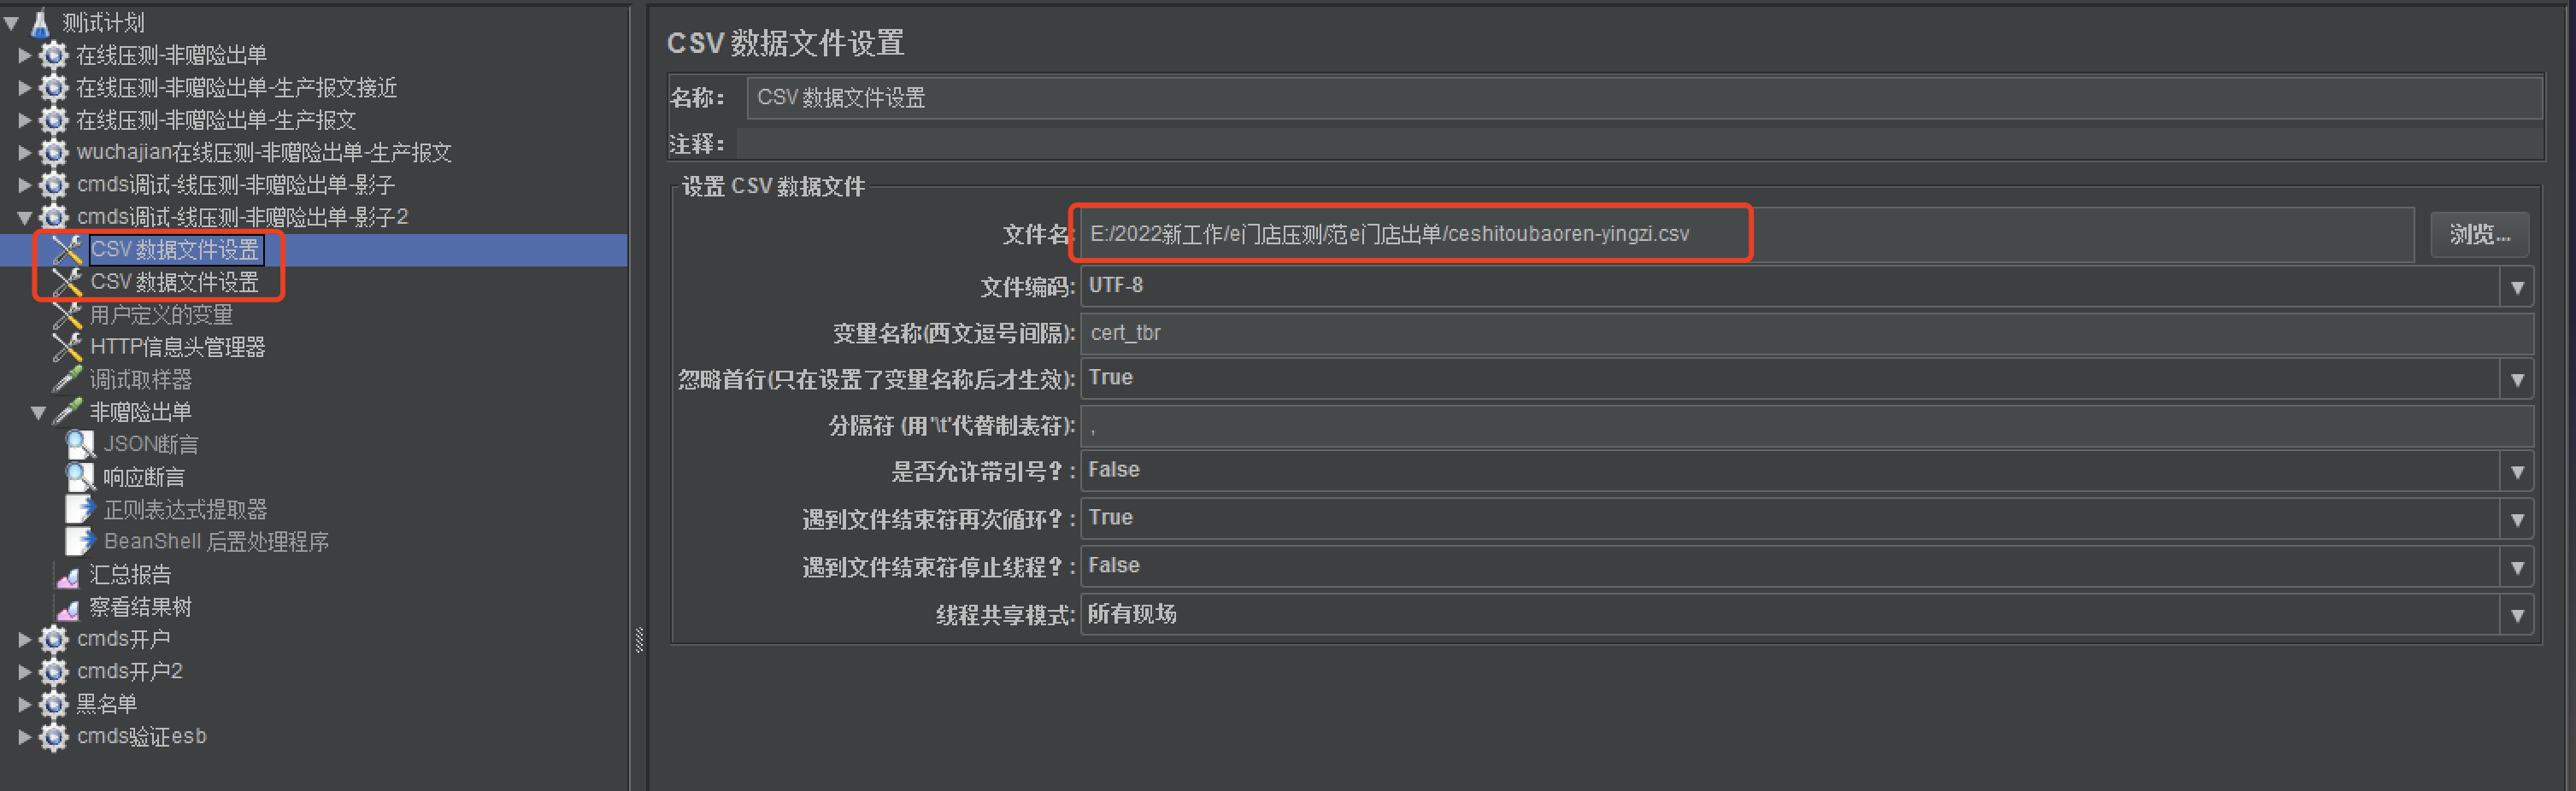 测试计划
在线压测-非赠险出单
在线压测-非赠险出单-生产报文接近
在线压测-非赠险出单-生产报文
wuchajian在线压测-非赠险出单-生产报文
cmds调试-线压测-非赠险出单-影子
cmds调试-线压测-非赠险出单-影子2
CSV 数据文件设置
CSV 数据文件设置
用户定义的变量
HTTP信息头管理器
调试取样器
非赠险出单
JSON断言
响应断言
正则表达式提取器
BeanShell 后置处理程序
汇总报告
察看结果树
cmds开户
cmds开户2
黑名单
cmds验证esb
CSV 数据文件设置
名称： CSV 数据文件设置
注释：
设置 CSV 数据文件
文件名: E:/2022新工作/e门店压测/范e门店出单/ceshitoubaoren-yingzi.csv 浏览...
文件编码: UTF-8
变量名称(西文逗号间隔): cert_tbr
忽略首行(只在设置了变量名称后才生效): True
分隔符 (用'\t'代替制表符): ,
是否允许带引号？: False
遇到文件结束符再次循环？: True
遇到文件结束符停止线程？: False
线程共享模式: 所有现场